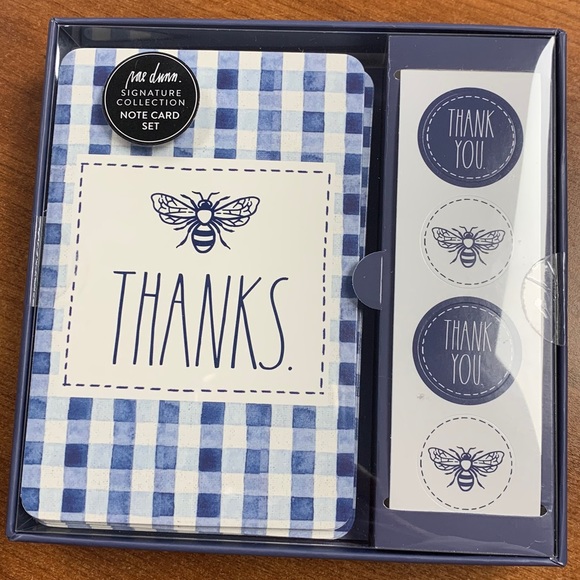 rae dunn.
SIGNATURE
COLLECTION
NOTE CARD
SET
THANKS.
THANK
YOU.
THANK
YOU.